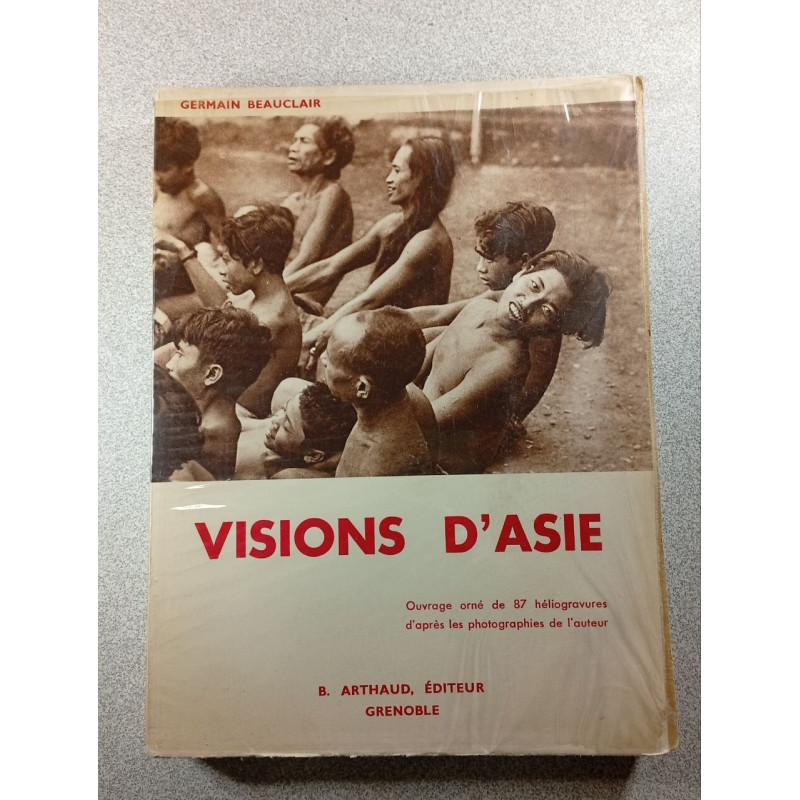 GERMAIN BEAUCLAIR
VISIONS D'ASIE
Ouvrage orné de 87 héliogravures
d'après les photographies de l'auteur
B. ARTHAUD, ÉDITEUR
GRENOBLE